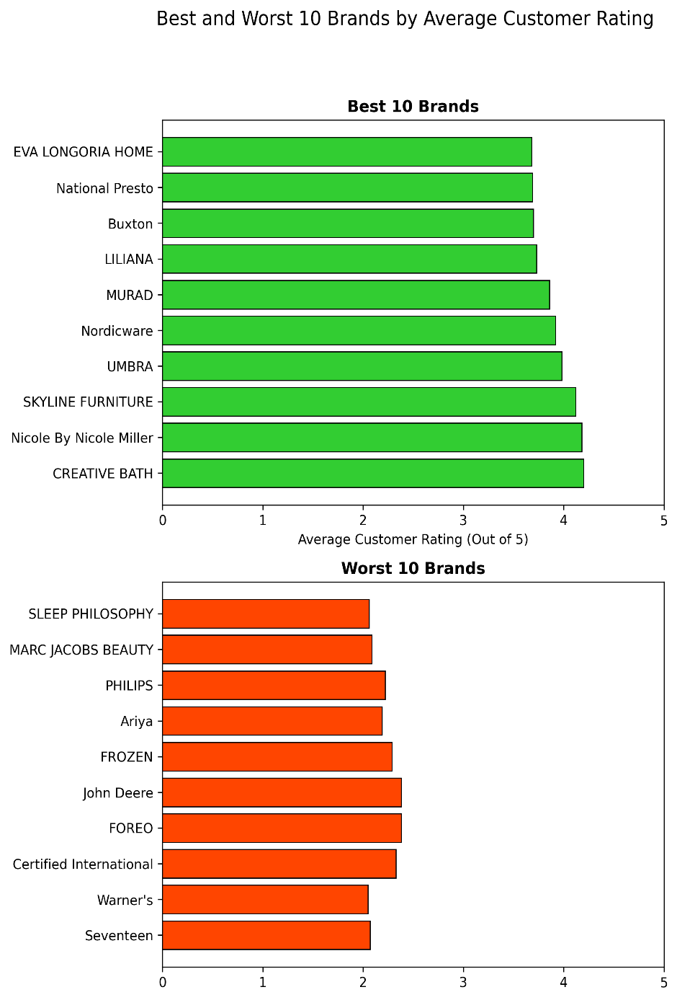 Best and Worst 10 Brands by Average Customer Rating
Best 10 Brands
EVA LONGORIA HOME
National Presto
Buxton
LILIANA
MURAD
Nordicware
UMBRA
SKYLINE FURNITURE
Nicole By Nicole Miller
CREATIVE BATH
0 1 2 3 4 5
Average Customer Rating (Out of 5)
Worst 10 Brands
SLEEP PHILOSOPHY
MARC JACOBS BEAUTY
PHILIPS
Ariya
FROZEN
John Deere
FOREO
Certified International
Warner's
Seventeen
0 1 2 3 4 5